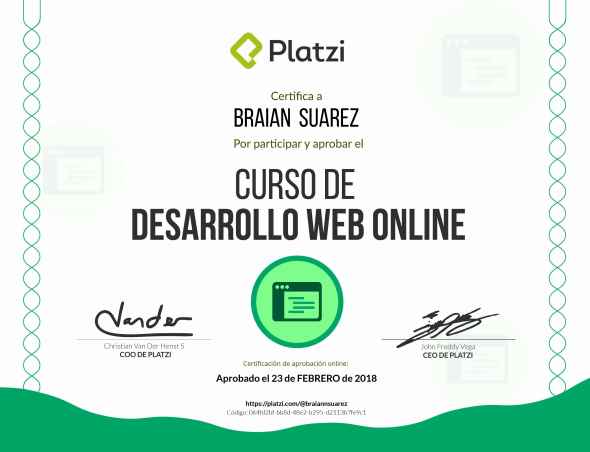 Platzi
Certifica a
BRAIAN SUAREZ
Por participar y aprobar el
CURSO DE
DESARROLLO WEB ONLINE
Christian Van Der Henst S
COO DE PLATZI
John Freddy Vega
CEO DE PLATZI
Certificación de aprobación online:
Aprobado el 23 de FEBRERO de 2018
https://platzi.com/@braiannsuarez
Código: